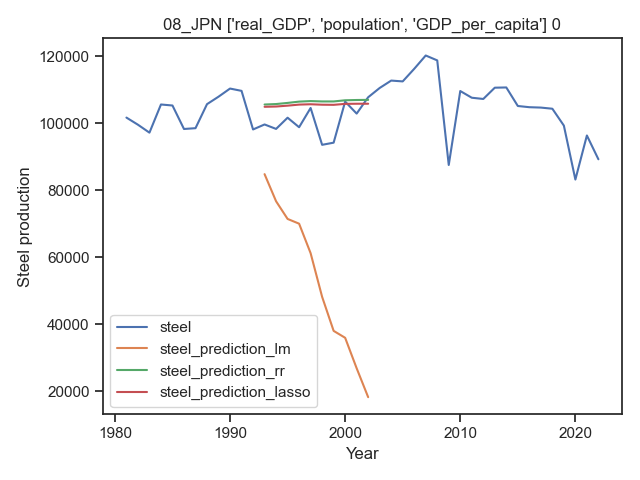 08_JPN ['real_GDP', 'population', 'GDP_per_capita'] 0
120000
100000
80000
60000
40000
20000
Steel production
steel
steel_prediction_lm
steel_prediction_rr
steel_prediction_lasso
1980
1990
2000
2010
2020
Year